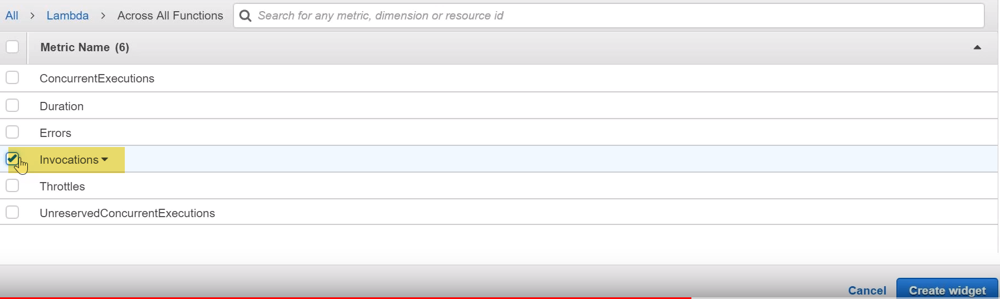 All > Lambda > Across All Functions Search for any metric, dimension or resource id
Metric Name (6)
ConcurrentExecutions
Duration
Errors
Invocations
Throttles
UnreservedConcurrentExecutions
Cancel Create widget